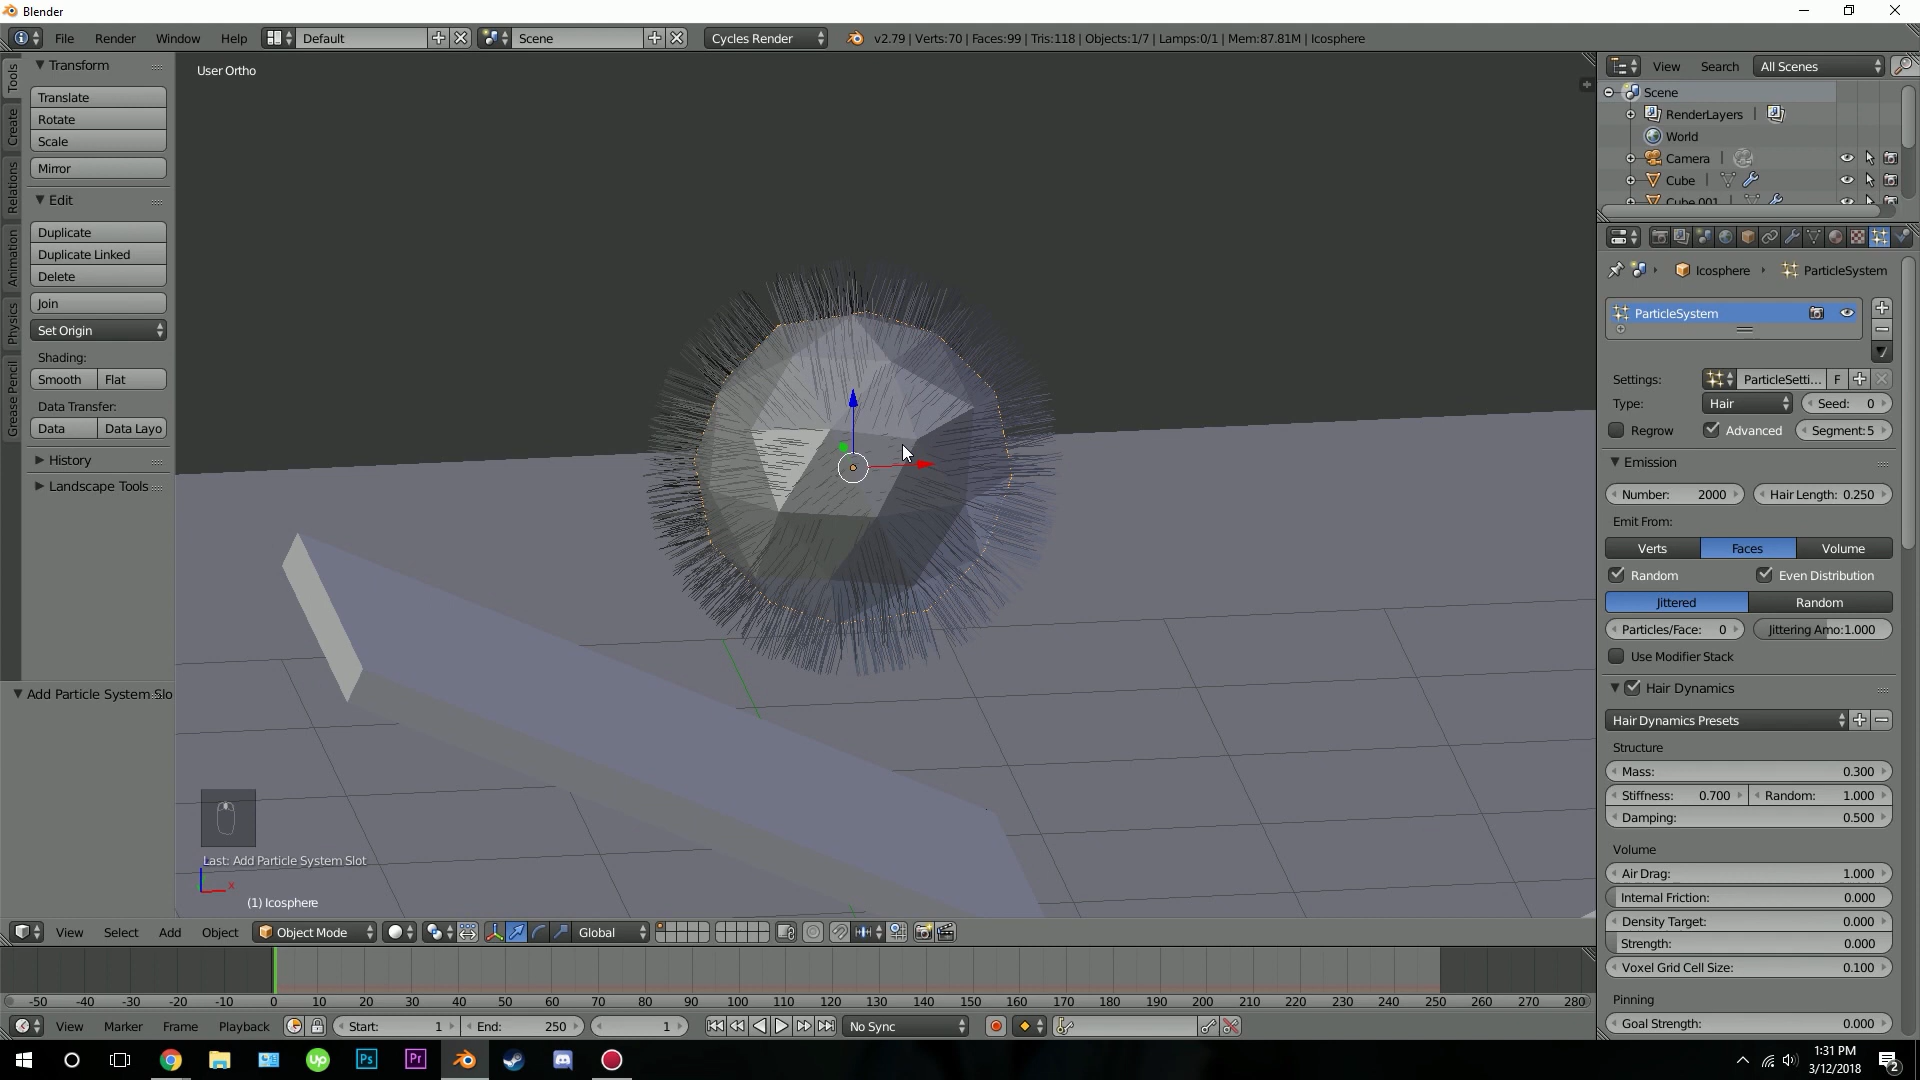 Blender
File Render Window Help Default Scene Cycles Render v2.79 | Verts:70 | Faces:99 | Tris:118 | Objects:1/7 | Lamps:0/1 | Mem:87.81M | Icosphere
Tools
Create
Relations
Animation
Physics
Grease Pencil
Transform
Translate
Rotate
Scale
Mirror
Edit
Duplicate
Duplicate Linked
Delete
Join
Set Origin
Shading:
Smooth Flat
Data Transfer:
Data Data Layo
History
Landscape Tools
Add Particle System Slo
User Ortho
Last: Add Particle System Slot
x
(1) Icosphere
View Search All Scenes
Scene
RenderLayers
World
Camera
Cube
Cube.001
Icosphere ParticleSystem
ParticleSystem
Settings: ParticleSetti... F
Type: Hair Seed: 0
Regrow Advanced Segment:5
Emission
Number: 2000 Hair Length: 0.250
Emit From:
Verts Faces Volume
Random Even Distribution
Jittered Random
Particles/Face: 0 Jittering Amo:1.000
Use Modifier Stack
Hair Dynamics
Hair Dynamics Presets
Structure
Mass: 0.300
Stiffness: 0.700 Random: 1.000
Damping: 0.500
Volume
Air Drag: 1.000
Internal Friction: 0.000
Density Target: 0.000
Strength: 0.000
Voxel Grid Cell Size: 0.100
Pinning
Goal Strength: 0.000
View Select Add Object Object Mode Global
-50 -40 -30 -20 -10 0 10 20 30 40 50 60 70 80 90 100 110 120 130 140 150 160 170 180 190 200 210 220 230 240 250 260 270 280
View Marker Frame Playback Start: 1 End: 250 1 No Sync
Up Ps Pr
1:31 PM
3/12/2018
2